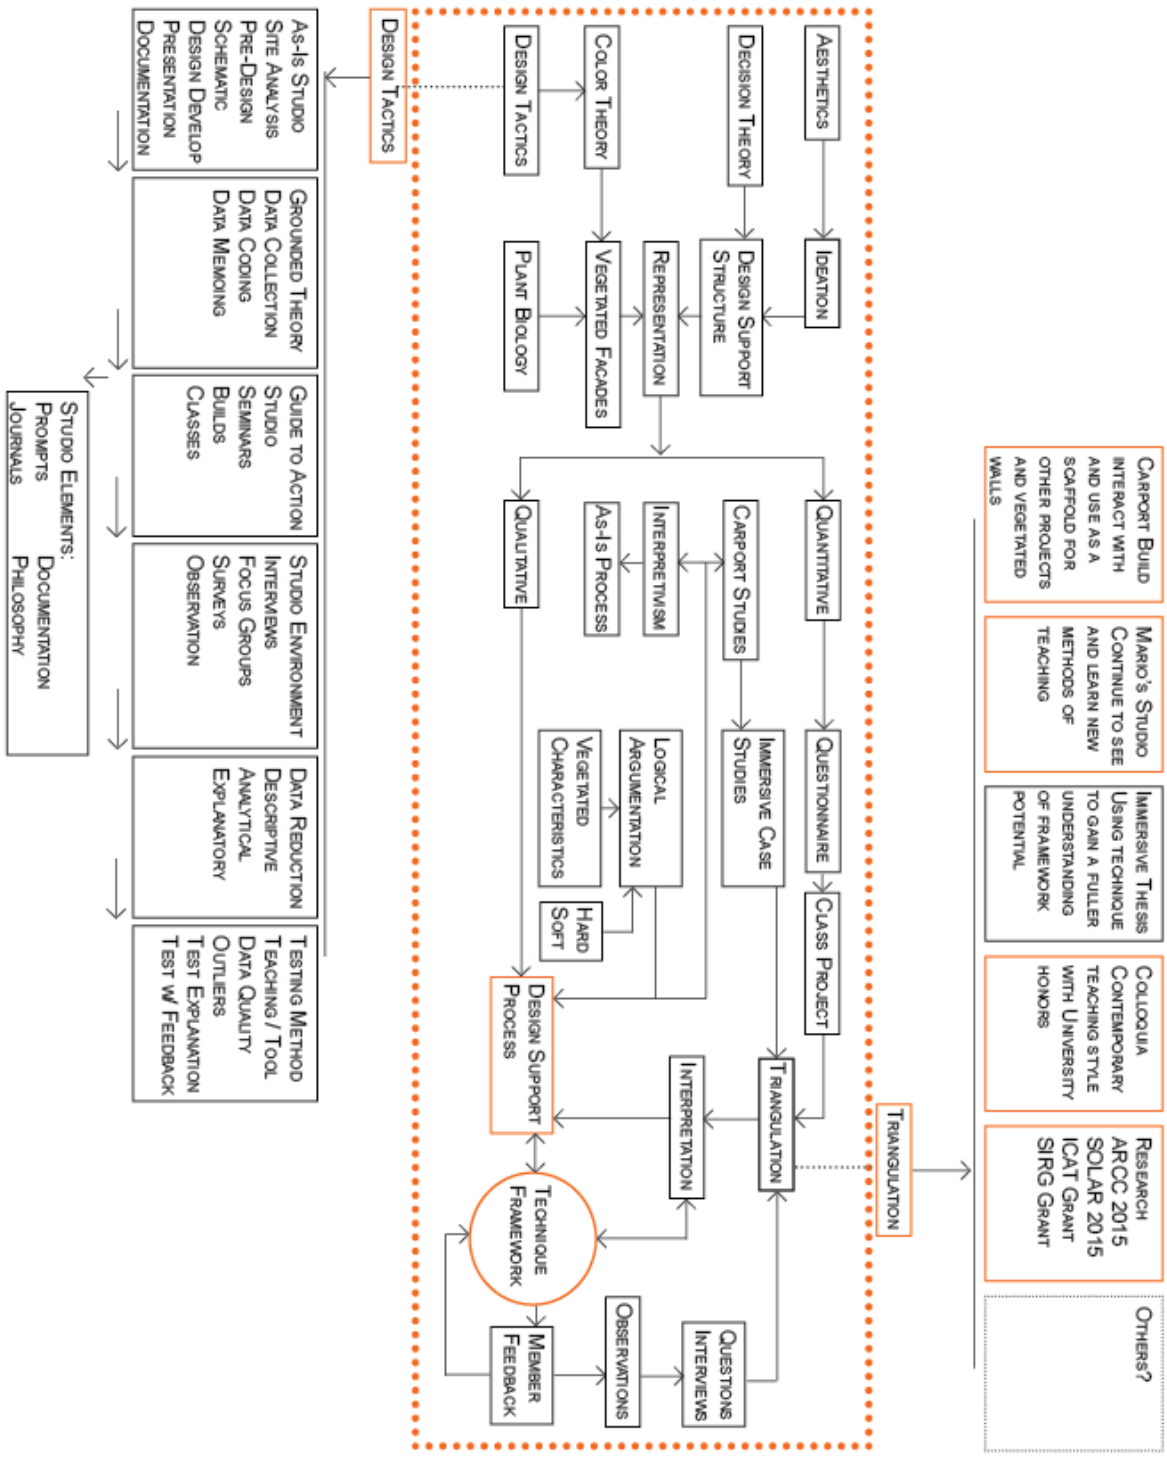 CARPORT BUILD
INTERACT WITH
AND USE AS A
SCAFFOLD FOR
OTHER PROJECTS
AND VEGETATED
WALLS
MARIO'S STUDIO
CONTINUE TO SEE
AND LEARN NEW
METHODS OF
TEACHING
IMMERSIVE THESIS
USING TECHNIQUE
TO GAIN A FULLER
UNDERSTANDING
OF FRAMEWORK
POTENTIAL
COLLOQUIA
CONTEMPORARY
TEACHING STYLE
WITH UNIVERSITY
HONORS
RESEARCH
ARCC 2015
SOLAR 2015
ICAT GRANT
SIRG GRANT
OTHERS?
TRIANGULATION
AESTHETICS
IDEATION
DECISION THEORY
DESIGN SUPPORT
STRUCTURE
REPRESENTATION
COLOR THEORY
VEGETATED FACADES
DESIGN TACTICS
PLANT BIOLOGY
QUANTITATIVE
QUESTIONNAIRE
CLASS PROJECT
CARPORT STUDIES
IMMERSIVE CASE
STUDIES
TRIANGULATION
INTERPRETIVISM
AS-IS PROCESS
LOGICAL
ARGUMENTATION
VEGETATED
CHARACTERISTICS
HARD
SOFT
INTERPRETATION
QUALITATIVE
DESIGN SUPPORT
PROCESS
TECHNIQUE
FRAMEWORK
QUESTIONS
INTERVIEWS
OBSERVATIONS
MEMBER
FEEDBACK
DESIGN TACTICS
AS-IS STUDIO
SITE ANALYSIS
PRE-DESIGN
SCHEMATIC
DESIGN DEVELOP
PRESENTATION
DOCUMENTATION
GROUNDED THEORY
DATA COLLECTION
DATA CODING
DATA MEMOING
GUIDE TO ACTION
STUDIO
SEMINARS
BUILDS
CLASSES
STUDIO ENVIRONMENT
INTERVIEWS
FOCUS GROUPS
SURVEYS
OBSERVATION
DATA REDUCTION
DESCRIPTIVE
ANALYTICAL
EXPLANATORY
TESTING METHOD
TEACHING / TOOL
DATA QUALITY
OUTLIERS
TEST EXPLANATION
TEST W/ FEEDBACK
STUDIO ELEMENTS:
PROMPTS DOCUMENTATION
JOURNALS PHILOSOPHY